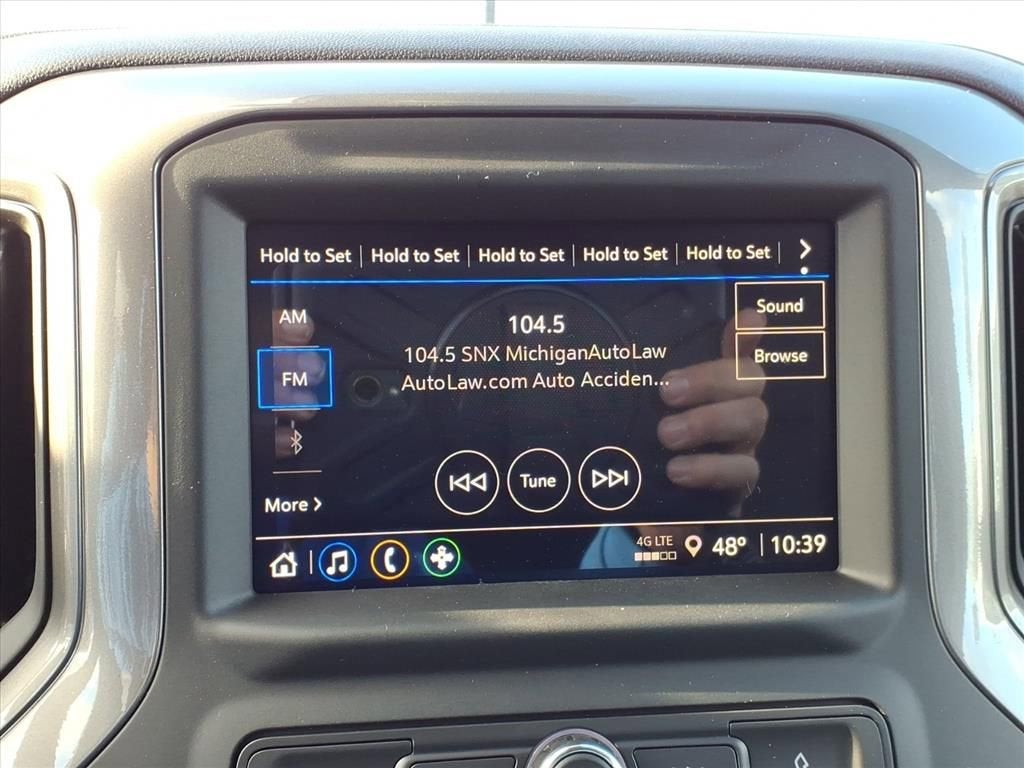 Hold to Set Hold to Set Hold to Set Hold to Set Hold to Set
AM
104.5
Sound
104.5 SNX MichiganAutoLaw
Browse
FM
AutoLaw.com Auto Acciden...
Tune
More
4G LTE
48° 10:39